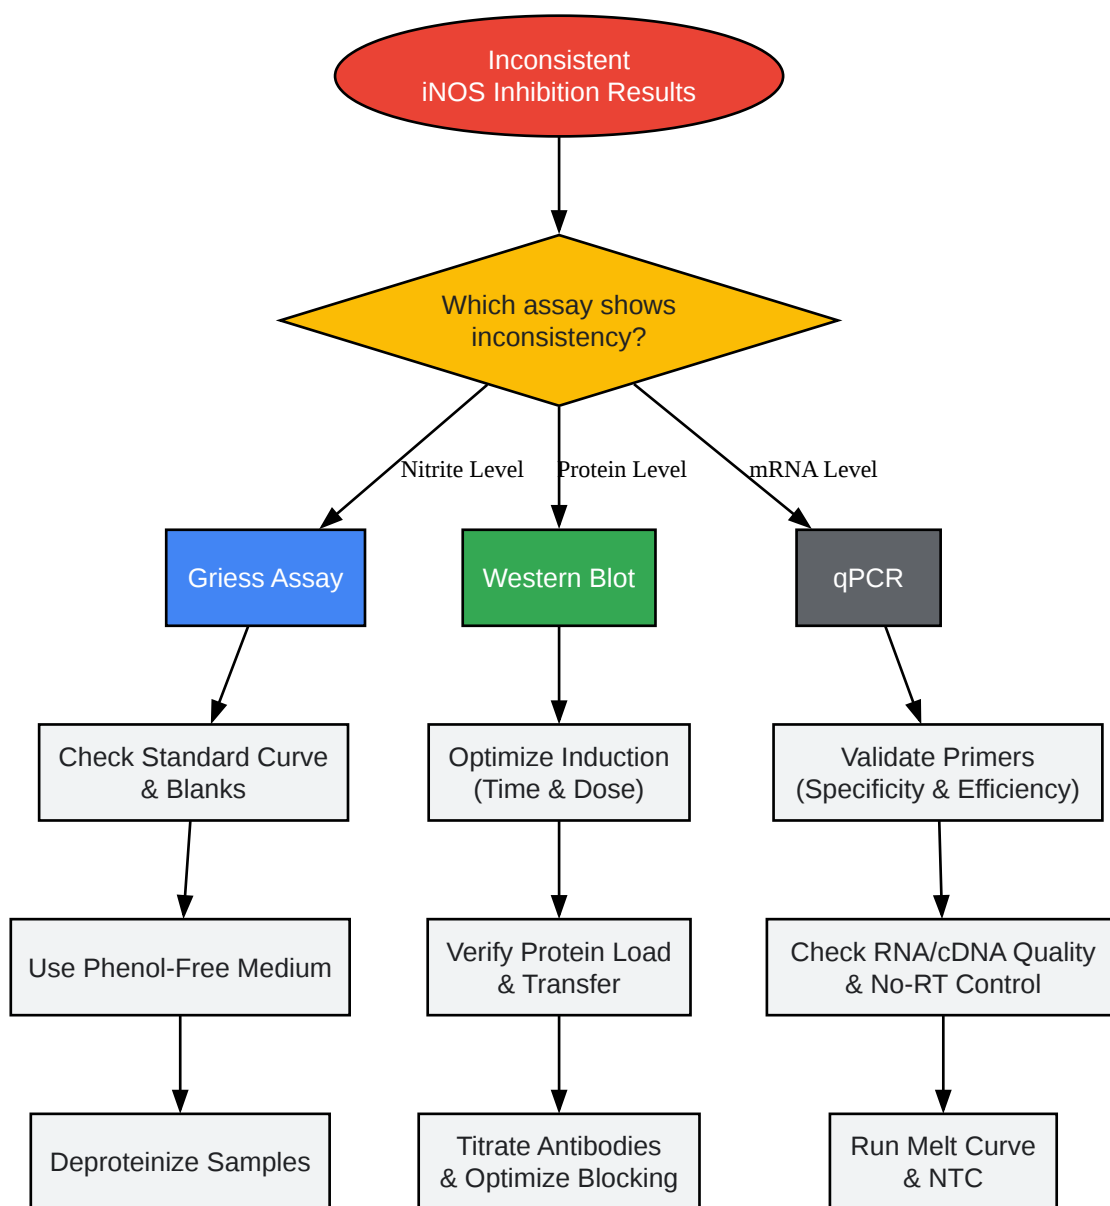 Inconsistent
iNOS Inhibition Results
Which assay shows
inconsistency?
Nitrite Level
Protein Level
mRNA Level
Griess Assay
Western Blot
qPCR
Check Standard Curve
& Blanks
Optimize Induction
(Time & Dose)
Validate Primers
(Specificity & Efficiency)
Use Phenol-Free Medium
Verify Protein Load
& Transfer
Check RNA/cDNA Quality
& No-RT Control
Deproteinize Samples
Titrate Antibodies
& Optimize Blocking
Run Melt Curve
& NTC